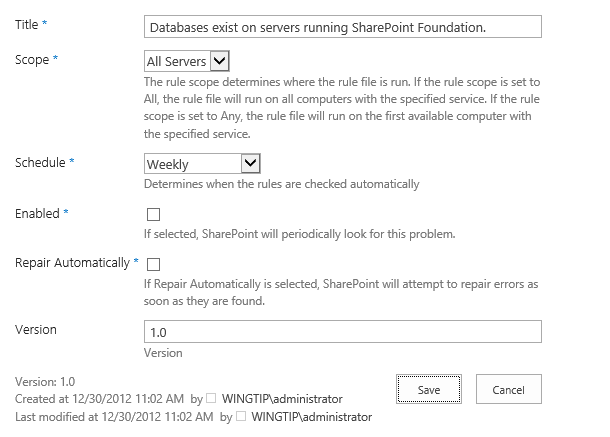 Title * Databases exist on servers running SharePoint Foundation.
Scope * All Servers
The rule scope determines where the rule file is run. If the rule scope is set to
All, the rule file will run on all computers with the specified service. If the rule
scope is set to Any, the rule file will run on the first available computer with
the specified service.
Schedule * Weekly
Determines when the rules are checked automatically
Enabled *
If selected, SharePoint will periodically look for this problem.
Repair Automatically *
If Repair Automatically is selected, SharePoint will attempt to repair errors as
soon as they are found.
Version 1.0
Version
Version: 1.0
Created at 12/30/2012 11:02 AM by WINGTIP\administrator
Last modified at 12/30/2012 11:02 AM by WINGTIP\administrator
Save Cancel